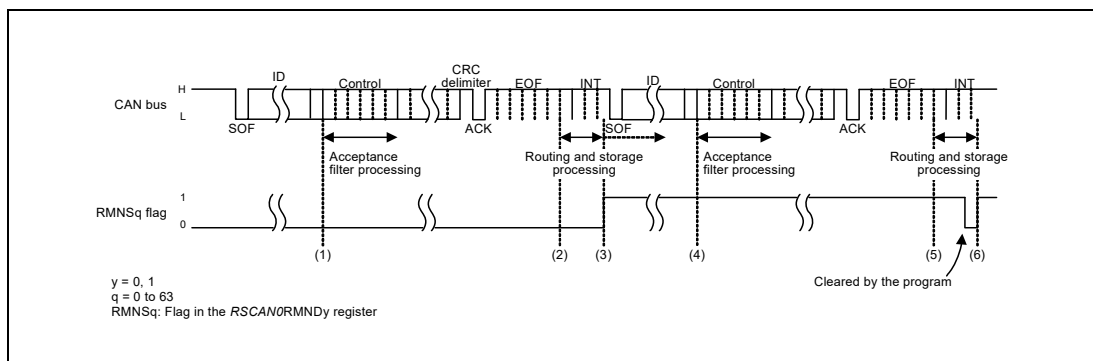 CRC
delimiter
ID
Control
EOF
INT
ID
Control
EOF
INT
H
CAN bus
L
SOF
ACK
SOF
ACK
Acceptance
filter processing
Routing and storage
processing
Acceptance
filter processing
Routing and storage
processing
1
RMNSq flag
0
(1)
(2)
(3)
(4)
(5)
(6)
Cleared by the program
y = 0, 1
q = 0 to 63
RMNSq: Flag in the RSCAN0RMNDy register